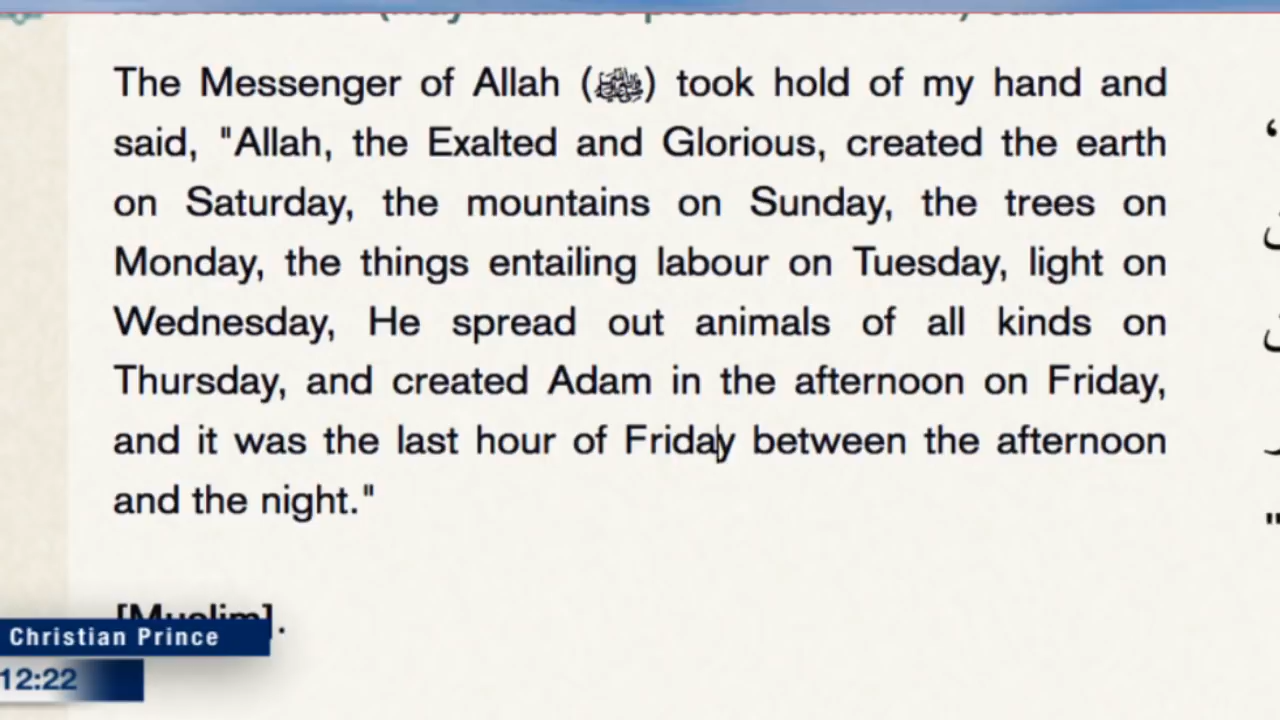 The Messenger of Allah (ﷺ) took hold of my hand and
said, "Allah, the Exalted and Glorious, created the earth
on Saturday, the mountains on Sunday, the trees on
Monday, the things entailing labour on Tuesday, light on
Wednesday, He spread out animals of all kinds on
Thursday, and created Adam in the afternoon on Friday,
and it was the last hour of Friday between the afternoon
and the night."
[Muslim].
Christian Prince
12:22